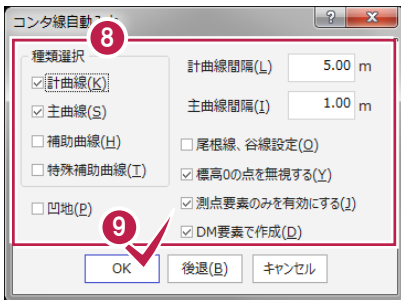 コンタ線自動
8
種類選択
計曲線(K)
主曲線(S)
補助曲線(H)
特殊補助曲線(T)
凹地(P)
計曲線間隔(L) 5.00 m
主曲線間隔(I) 1.00 m
尾根線、谷線設定(O)
標高0の点を無視する(Y)
測点要素のみを有効にする(J)
DM要素で作成(D)
9
OK 後退(B) キャンセル